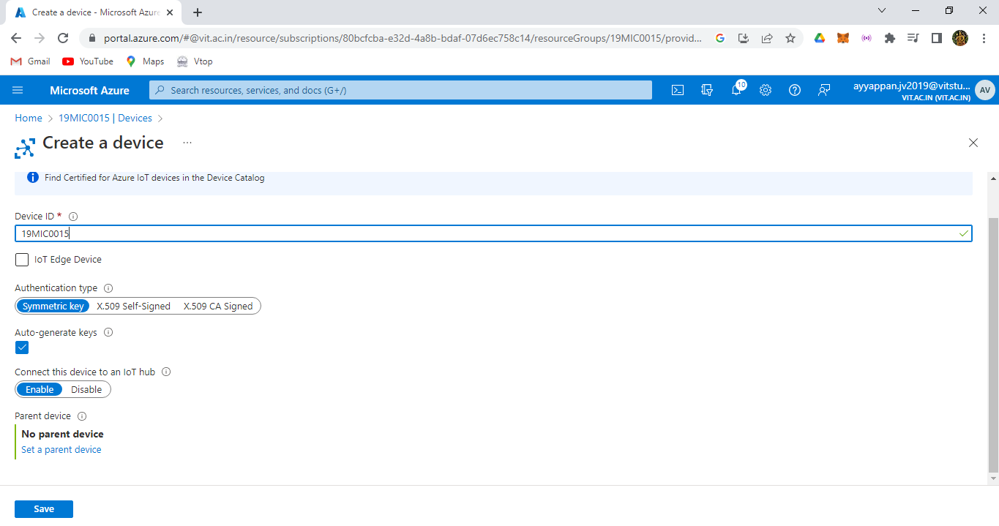 Create a device - Microsoft Azure
portal.azure.com/#@vit.ac.in/resource/subscriptions/80bcfcba-e32d-4a8b-bdaf-07d6ec758c14/resourceGroups/19MIC0015/provid...
Gmail YouTube Maps Vtop
Microsoft Azure Search resources, services, and docs (G+/) 10 ayyappan.jv2019@vitstu...
VIT.AC.IN (VIT.AC.IN) AV
Home > 19MIC0015 | Devices >
Create a device ...
Find Certified for Azure IoT devices in the Device Catalog
Device ID *
19MIC0015
IoT Edge Device
Authentication type
Symmetric key X.509 Self-Signed X.509 CA Signed
Auto-generate keys
Connect this device to an IoT hub
Enable Disable
Parent device
No parent device
Set a parent device
Save